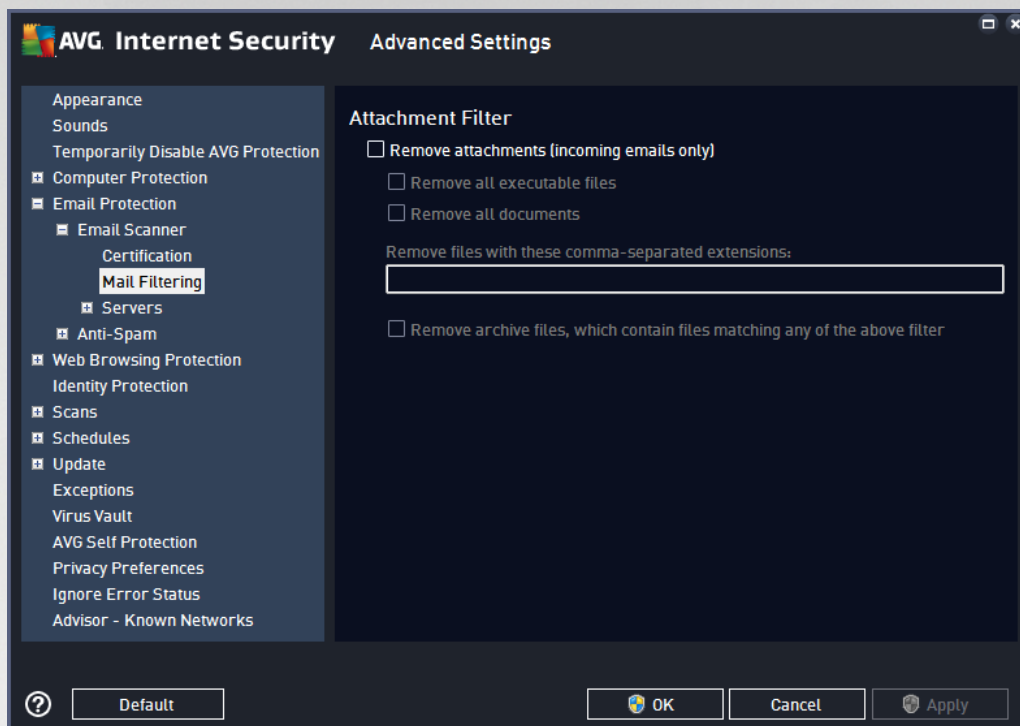 AVG. Internet Security Advanced Settings
Appearance
Sounds
Temporarily Disable AVG Protection
Computer Protection
Email Protection
Email Scanner
Certification
Mail Filtering
Servers
Anti-Spam
Web Browsing Protection
Identity Protection
Scans
Schedules
Update
Exceptions
Virus Vault
AVG Self Protection
Privacy Preferences
Ignore Error Status
Advisor - Known Networks
Attachment Filter
Remove attachments (incoming emails only)
Remove all executable files
Remove all documents
Remove files with these comma-separated extensions:
Remove archive files, which contain files matching any of the above filter
? Default OK Cancel Apply